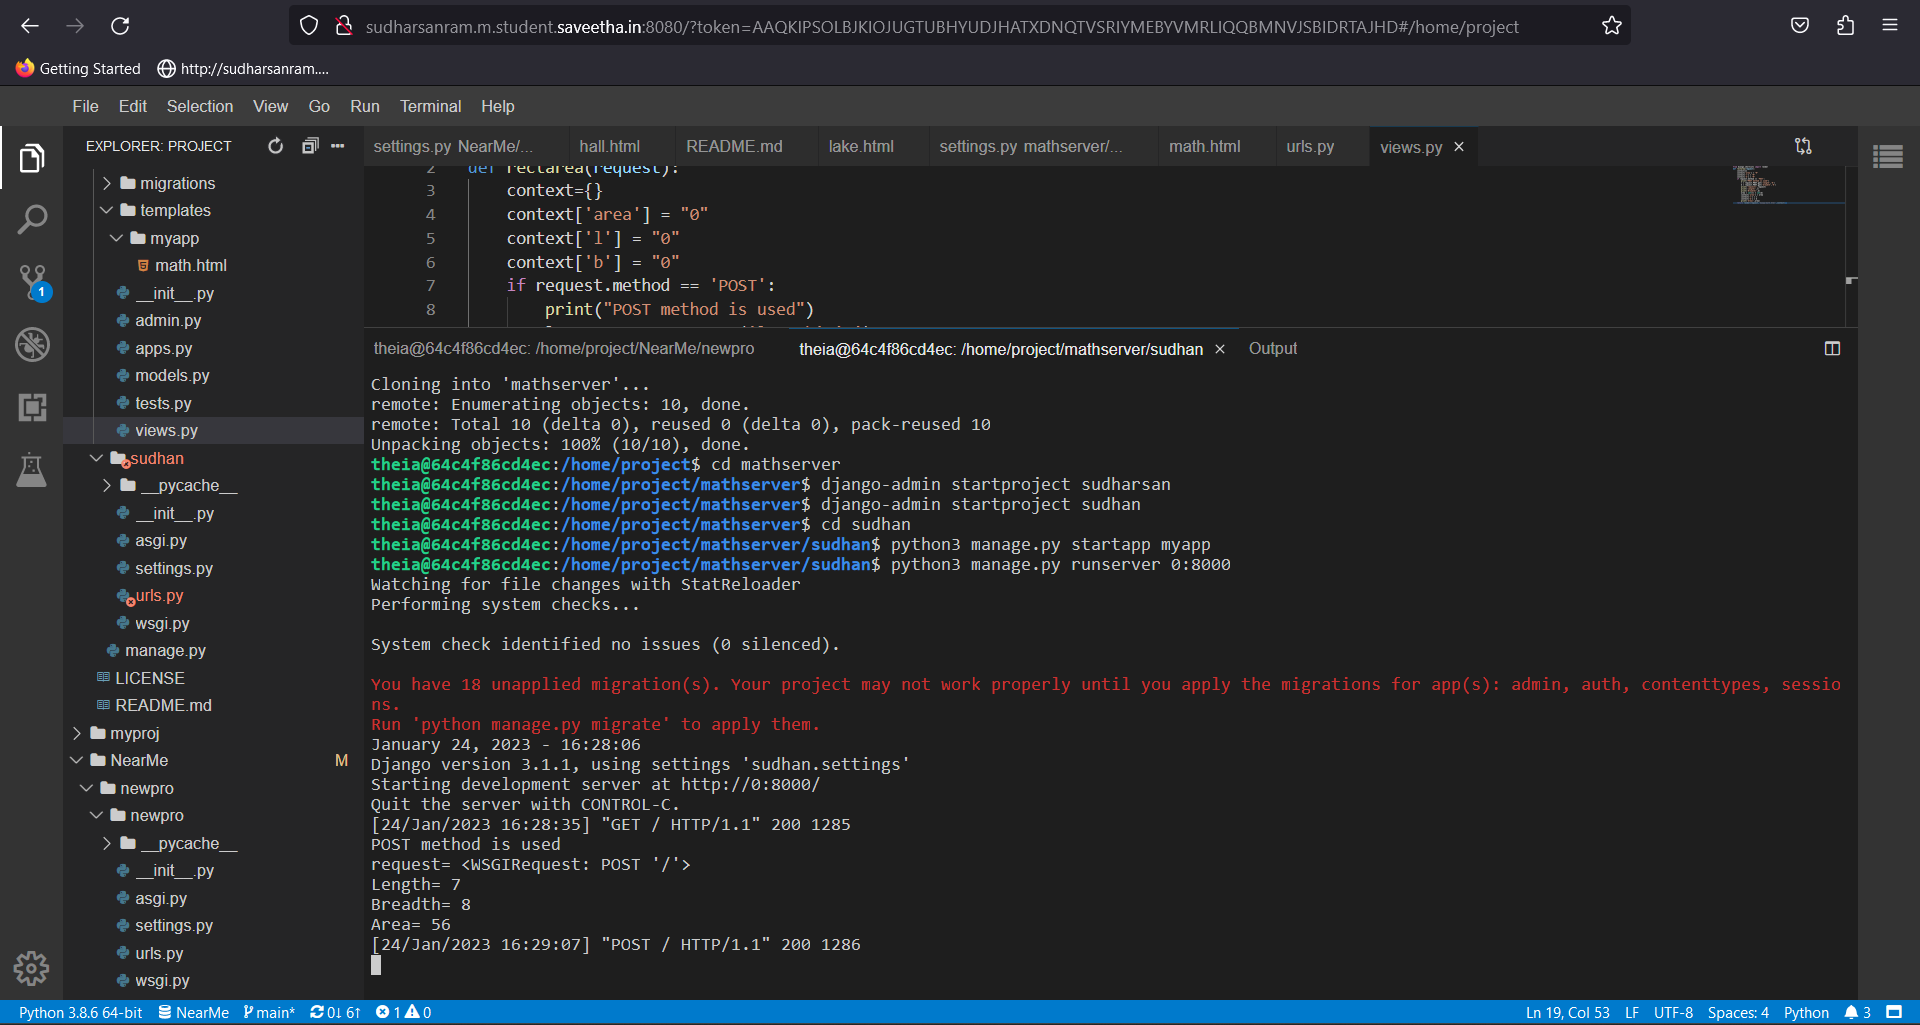 sudharsanram.m.student.saveetha.in:8080/?token=AAQKIPSOLBJKIOJUGTUBHYUDJHATXDNQTVSRIYMEBYVMRLIQQBMNVJSBIDRTAJHD#/home/project
Getting Started http://sudharsanram....
File Edit Selection View Go Run Terminal Help
EXPLORER: PROJECT
settings.py NearMe/... hall.html README.md lake.html settings.py mathserver/... math.html urls.py views.py
migrations
templates
myapp
math.html
__init__.py
admin.py
apps.py
models.py
tests.py
views.py
sudhan
__pycache__
__init__.py
asgi.py
settings.py
urls.py
wsgi.py
manage.py
LICENSE
README.md
myproj
NearMe M
newpro
newpro
__pycache__
__init__.py
asgi.py
settings.py
urls.py
wsgi.py
1
2 def rectarea(request):
3 context={}
4 context['area'] = "0"
5 context['l'] = "0"
6 context['b'] = "0"
7 if request.method == 'POST':
8 print("POST method is used")
theia@64c4f86cd4ec: /home/project/NearMe/newpro theia@64c4f86cd4ec: /home/project/mathserver/sudhan Output
Cloning into 'mathserver'...
remote: Enumerating objects: 10, done.
remote: Total 10 (delta 0), reused 0 (delta 0), pack-reused 10
Unpacking objects: 100% (10/10), done.
theia@64c4f86cd4ec:/home/project$ cd mathserver
theia@64c4f86cd4ec:/home/project/mathserver$ django-admin startproject sudharsan
theia@64c4f86cd4ec:/home/project/mathserver$ django-admin startproject sudhan
theia@64c4f86cd4ec:/home/project/mathserver$ cd sudhan
theia@64c4f86cd4ec:/home/project/mathserver/sudhan$ python3 manage.py startapp myapp
theia@64c4f86cd4ec:/home/project/mathserver/sudhan$ python3 manage.py runserver 0:8000
Watching for file changes with StatReloader
Performing system checks...
System check identified no issues (0 silenced).
You have 18 unapplied migration(s). Your project may not work properly until you apply the migrations for app(s): admin, auth, contenttypes, sessio
ns.
Run 'python manage.py migrate' to apply them.
January 24, 2023 - 16:28:06
Django version 3.1.1, using settings 'sudhan.settings'
Starting development server at http://0:8000/
Quit the server with CONTROL-C.
[24/Jan/2023 16:28:35] "GET / HTTP/1.1" 200 1285
POST method is used
request= <WSGIRequest: POST '/'>
Length= 7
Breadth= 8
Area= 56
[24/Jan/2023 16:29:07] "POST / HTTP/1.1" 200 1286
Python 3.8.6 64-bit NearMe main* 0↓ 6↑ 1 0 Ln 19, Col 53 LF UTF-8 Spaces: 4 Python 3